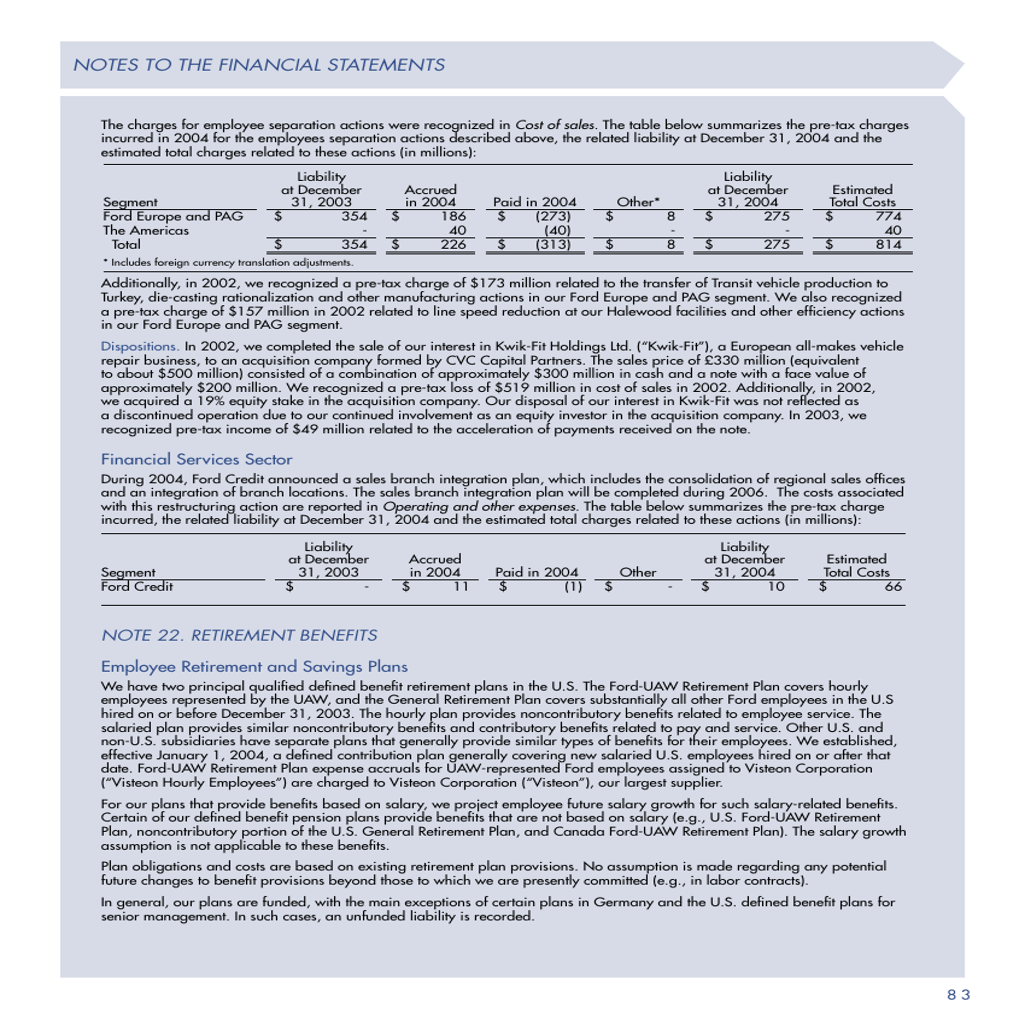 NOTES TO THE FINANCIAL STATEMENTS
The charges for employee separation actions were recognized in Cost of sales. The table below summarizes the pre-tax charges
incurred in 2004 for the employees separation actions described above, the related liability at December 31, 2004 and the
estimated total charges related to these actions (in millions):
Liability Liability
at December Accrued at December Estimated
Segment 31, 2003 in 2004 Paid in 2004 Other* 31, 2004 Total Costs
Ford Europe and PAG $ 354 $ 186 $ (273) $ 8 $ 275 $ 774
The Americas - 40 (40) - - 40
Total $ 354 $ 226 $ (313) $ 8 $ 275 $ 814
* Includes foreign currency translation adjustments.
Additionally, in 2002, we recognized a pre-tax charge of $173 million related to the transfer of Transit vehicle production to
Turkey, die-casting rationalization and other manufacturing actions in our Ford Europe and PAG segment. We also recognized
a pre-tax charge of $157 million in 2002 related to line speed reduction at our Halewood facilities and other efficiency actions
in our Ford Europe and PAG segment.
Dispositions. In 2002, we completed the sale of our interest in Kwik-Fit Holdings Ltd. (“Kwik-Fit”), a European all-makes vehicle
repair business, to an acquisition company formed by CVC Capital Partners. The sales price of £330 million (equivalent
to about $500 million) consisted of a combination of approximately $300 million in cash and a note with a face value of
approximately $200 million. We recognized a pre-tax loss of $519 million in cost of sales in 2002. Additionally, in 2002,
we acquired a 19% equity stake in the acquisition company. Our disposal of our interest in Kwik-Fit was not reflected as
a discontinued operation due to our continued involvement as an equity investor in the acquisition company. In 2003, we
recognized pre-tax income of $49 million related to the acceleration of payments received on the note.
Financial Services Sector
During 2004, Ford Credit announced a sales branch integration plan, which includes the consolidation of regional sales offices
and an integration of branch locations. The sales branch integration plan will be completed during 2006. The costs associated
with this restructuring action are reported in Operating and other expenses. The table below summarizes the pre-tax charge
incurred, the related liability at December 31, 2004 and the estimated total charges related to these actions (in millions):
Liability Liability
at December Accrued at December Estimated
Segment 31, 2003 in 2004 Paid in 2004 Other 31, 2004 Total Costs
Ford Credit $ - $ 11 $ (1) $ - $ 10 $ 66
NOTE 22. RETIREMENT BENEFITS
Employee Retirement and Savings Plans
We have two principal qualified defined benefit retirement plans in the U.S. The Ford-UAW Retirement Plan covers hourly
employees represented by the UAW, and the General Retirement Plan covers substantially all other Ford employees in the U.S
hired on or before December 31, 2003. The hourly plan provides noncontributory benefits related to employee service. The
salaried plan provides similar noncontributory benefits and contributory benefits related to pay and service. Other U.S. and
non-U.S. subsidiaries have separate plans that generally provide similar types of benefits for their employees. We established,
effective January 1, 2004, a defined contribution plan generally covering new salaried U.S. employees hired on or after that
date. Ford-UAW Retirement Plan expense accruals for UAW-represented Ford employees assigned to Visteon Corporation
(“Visteon Hourly Employees”) are charged to Visteon Corporation (“Visteon”), our largest supplier.
For our plans that provide benefits based on salary, we project employee future salary growth for such salary-related benefits.
Certain of our defined benefit pension plans provide benefits that are not based on salary (e.g., U.S. Ford-UAW Retirement
Plan, noncontributory portion of the U.S. General Retirement Plan, and Canada Ford-UAW Retirement Plan). The salary growth
assumption is not applicable to these benefits.
Plan obligations and costs are based on existing retirement plan provisions. No assumption is made regarding any potential
future changes to benefit provisions beyond those to which we are presently committed (e.g., in labor contracts).
In general, our plans are funded, with the main exceptions of certain plans in Germany and the U.S. defined benefit plans for
senior management. In such cases, an unfunded liability is recorded.
83